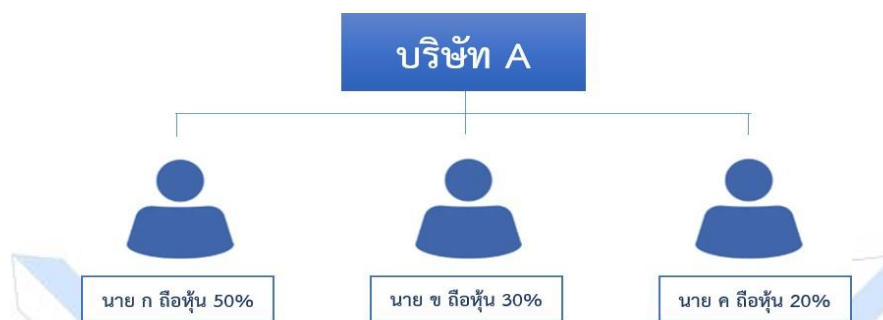 บริษัท A
นาย ก ถือหุ้น 50%
นาย ข ถือหุ้น 30%
นาย ค ถือหุ้น 20%